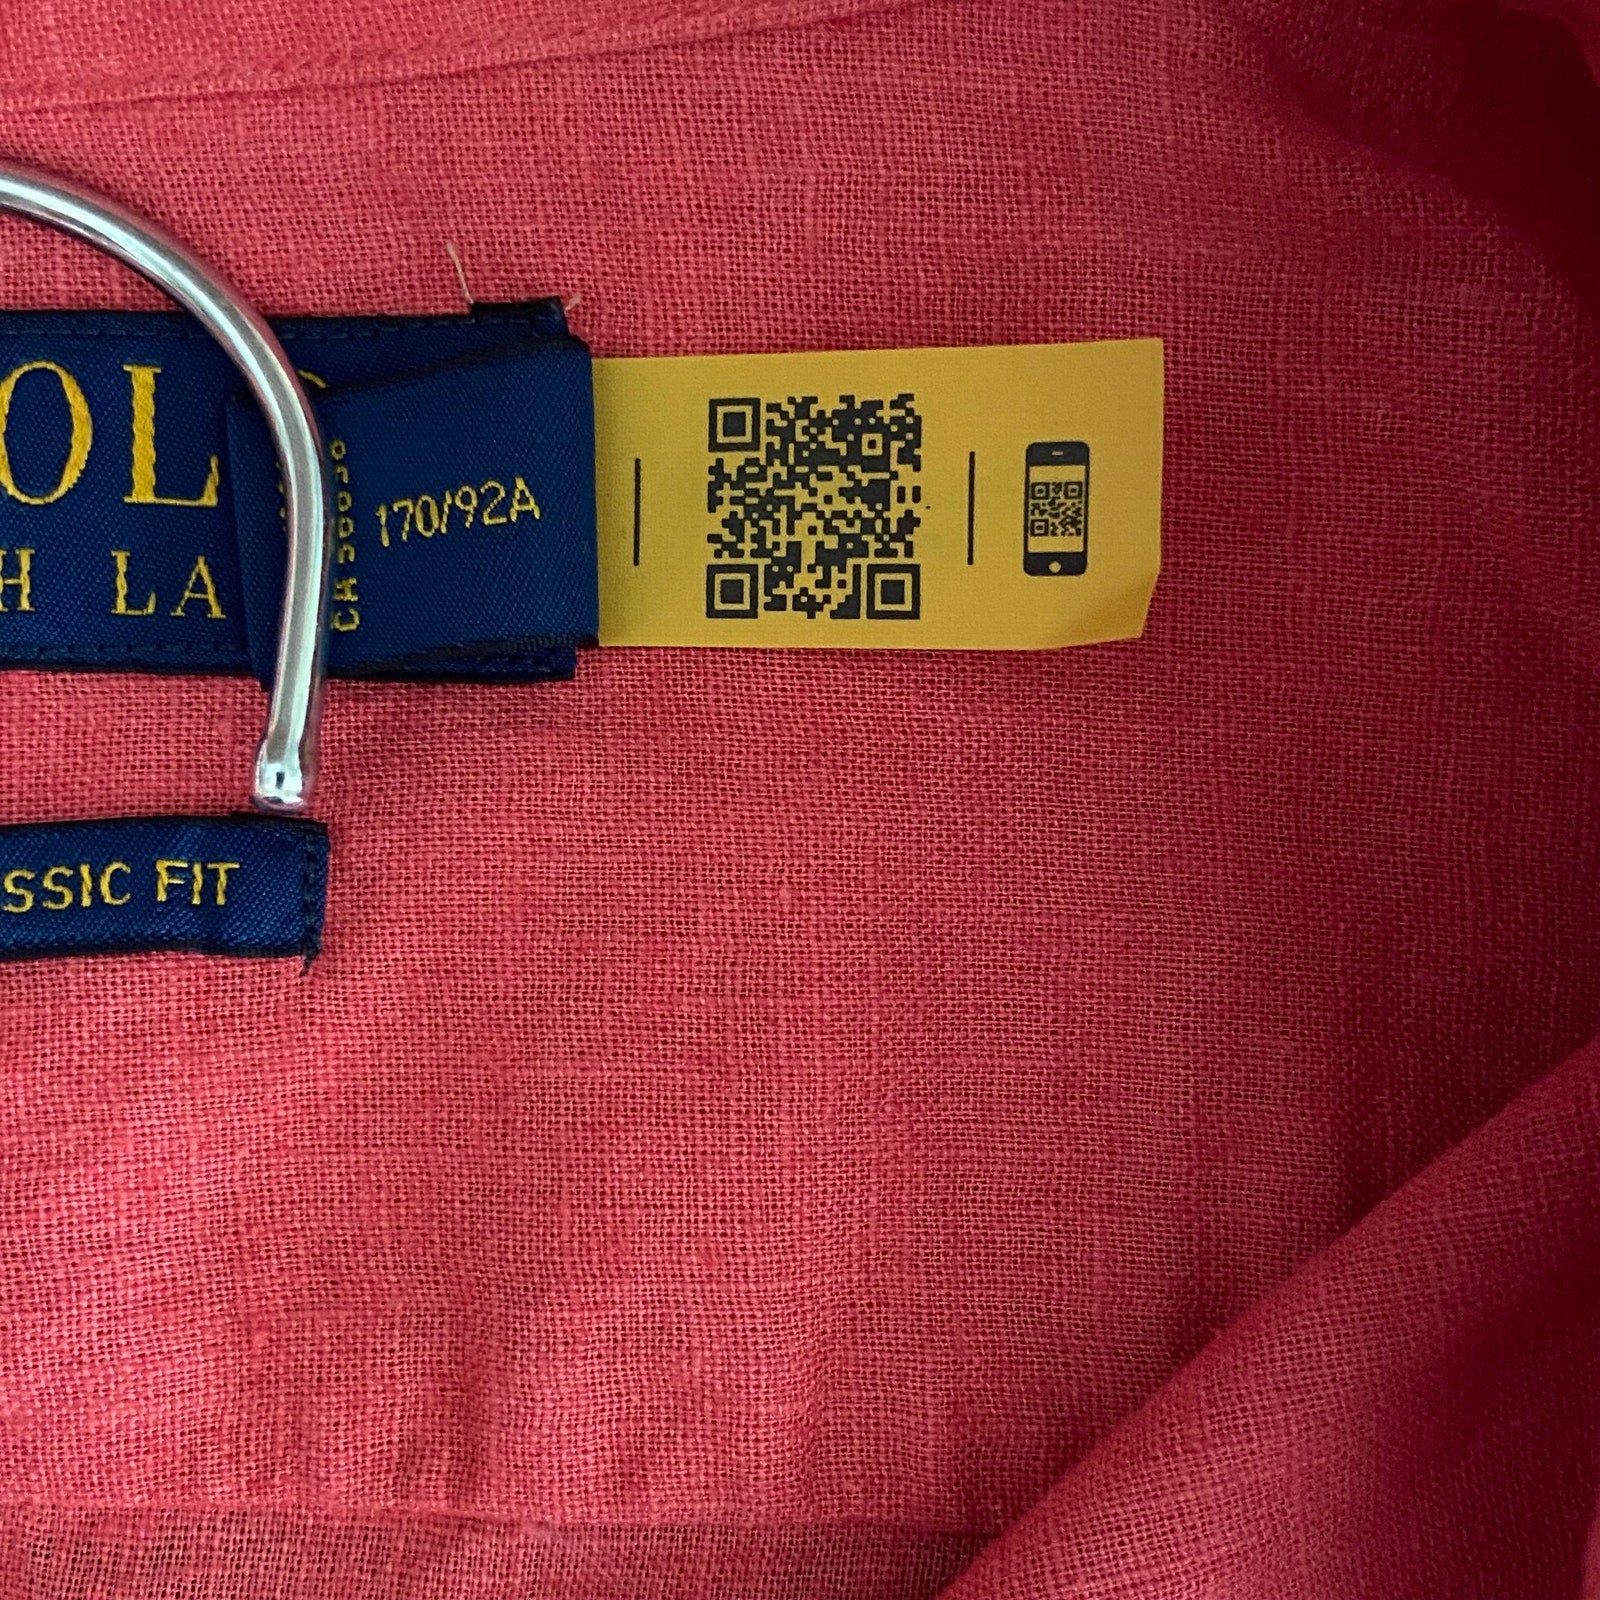 OL
H LA
170/92A
SSIC FIT